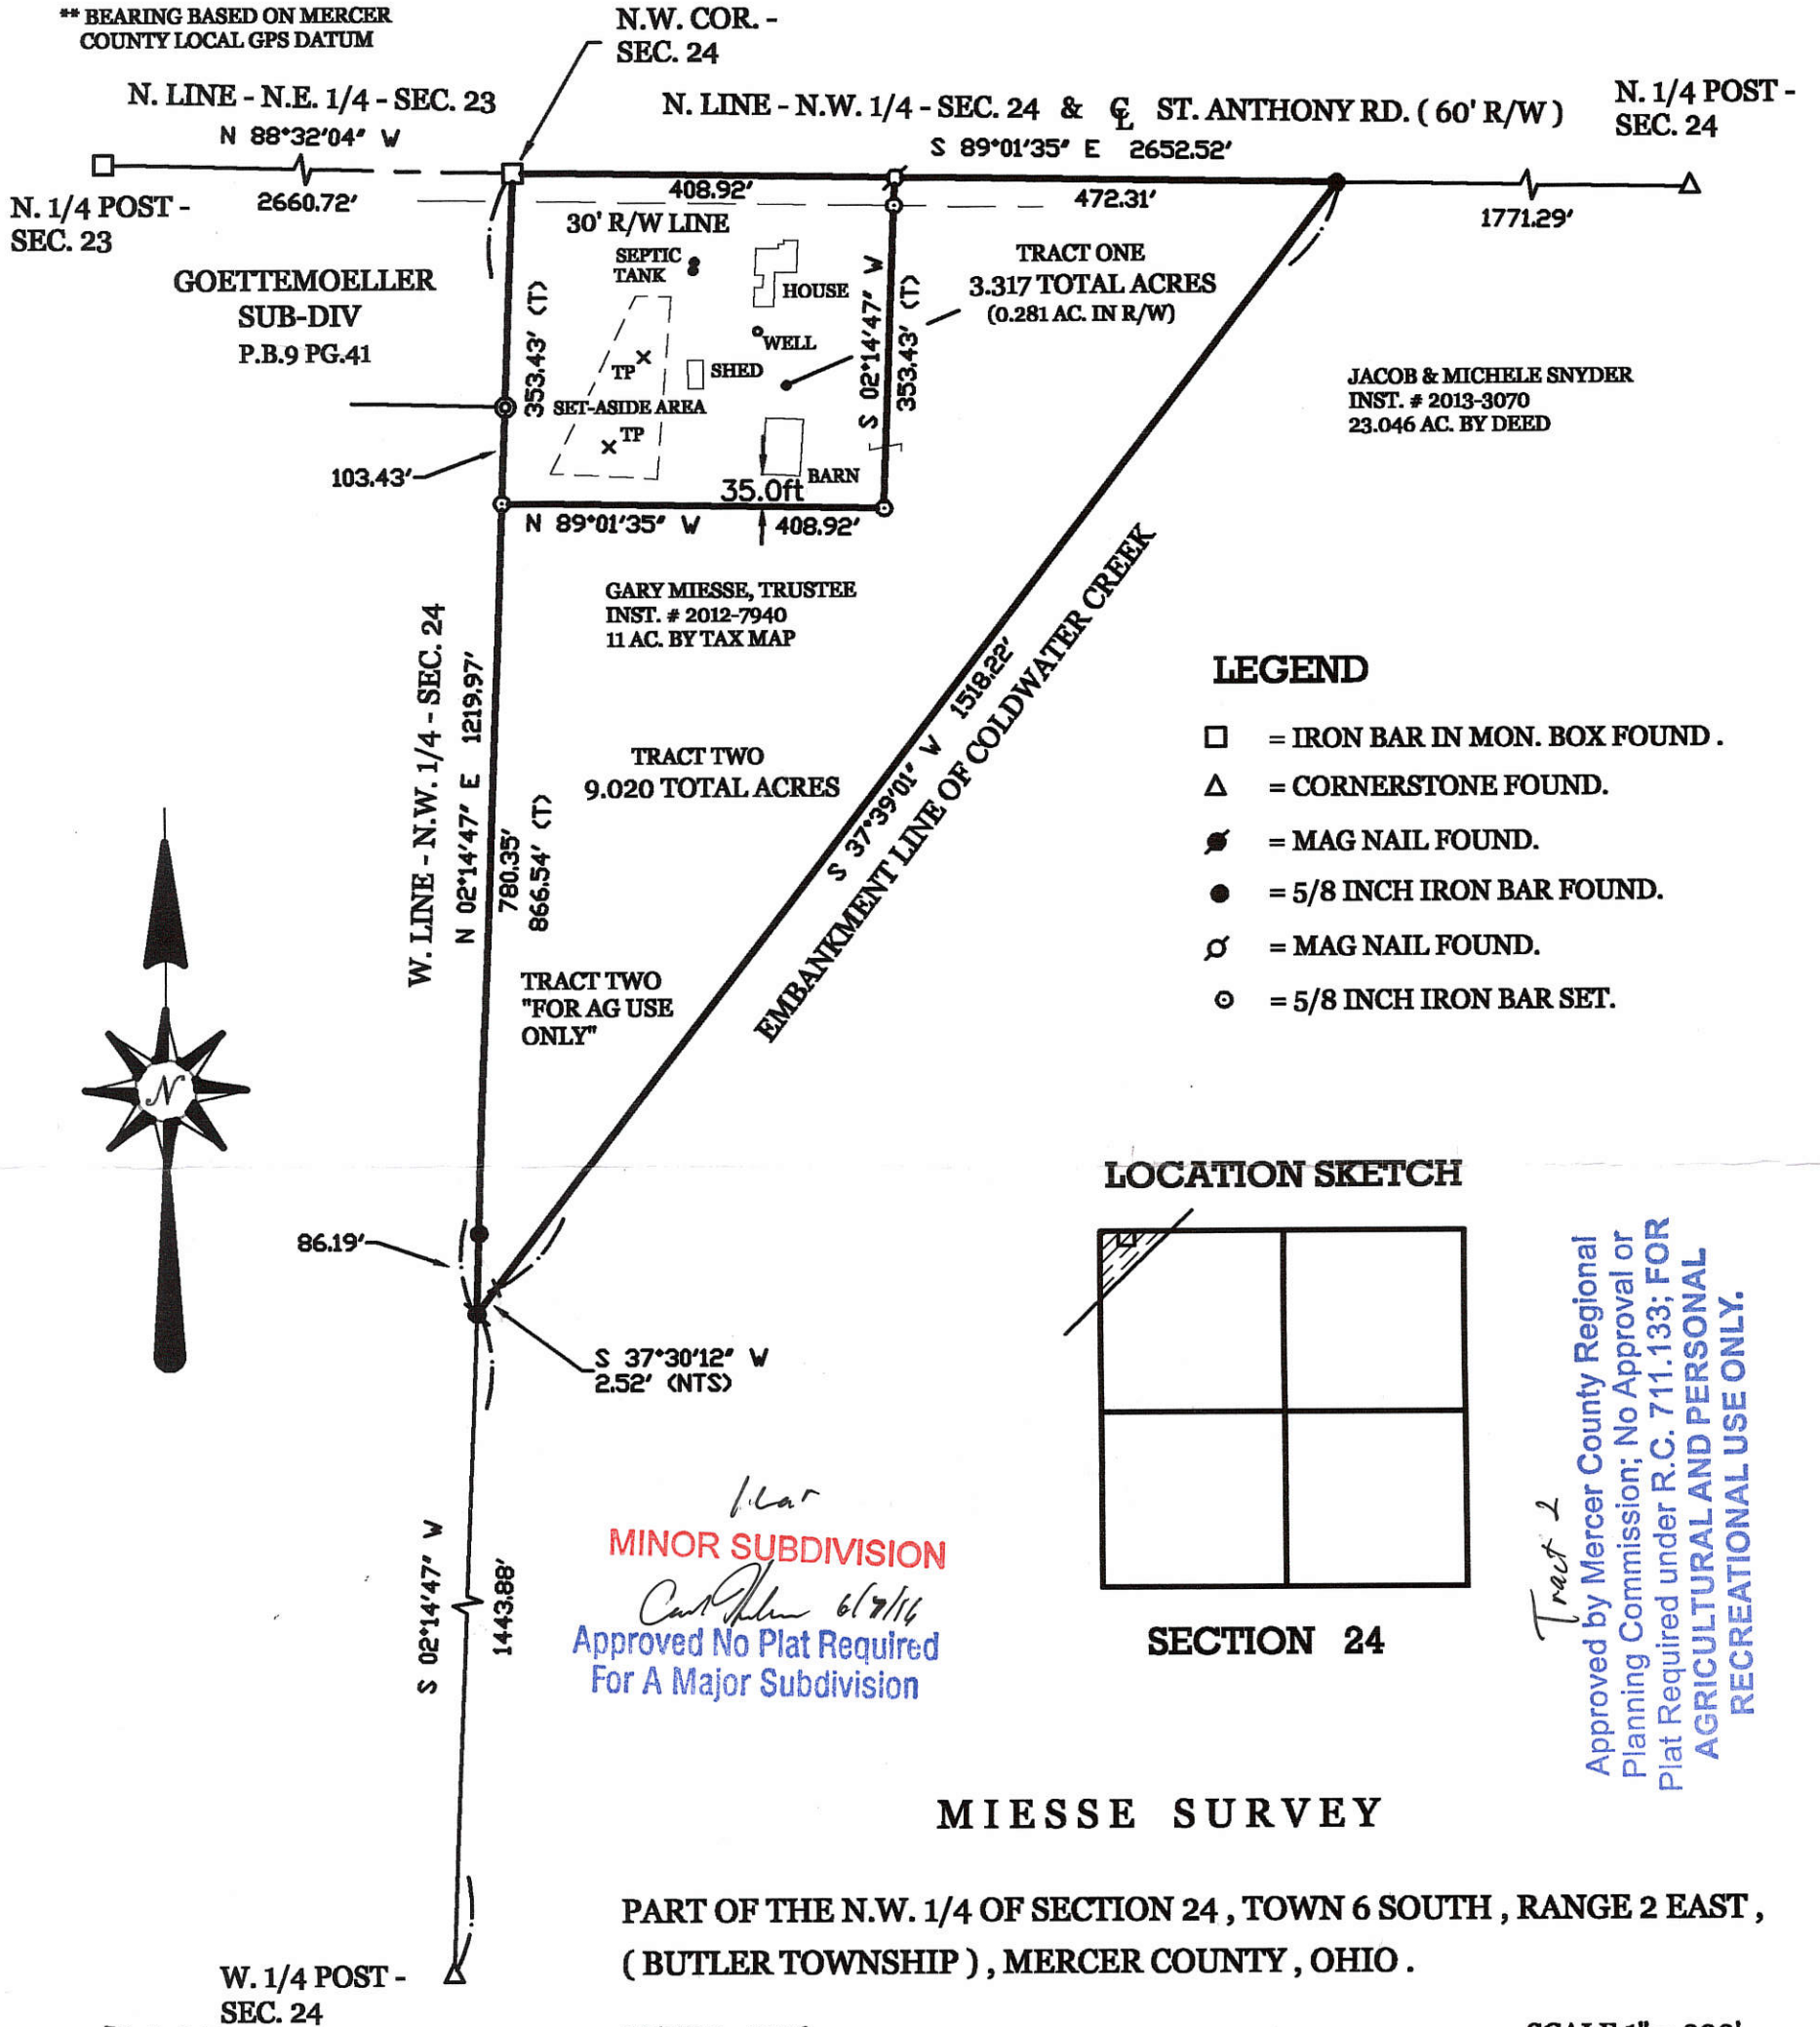 ** BEARING BASED ON MERCER
COUNTY LOCAL GPS DATUM
N.W. COR. -
SEC. 24
N. LINE - N.E. 1/4 - SEC. 23
N 88°32'04" W
2660.72'
N. 1/4 POST -
SEC. 23
N. LINE - N.W. 1/4 - SEC. 24 & ℄ ST. ANTHONY RD. ( 60' R/W )
S 89°01'35" E 2652.52'
N. 1/4 POST -
SEC. 24
408.92'
472.31'
1771.29'
30' R/W LINE
GOETTEMOELLER
SUB-DIV
P.B.9 PG.41
353.43' (T)
SEPTIC
TANK
HOUSE
WELL
TP
SHED
SET-ASIDE AREA
TP
BARN
35.0ft
S 02°14'47" W
353.43' (T)
TRACT ONE
3.317 TOTAL ACRES
(0.281 AC. IN R/W)
JACOB & MICHELE SNYDER
INST. # 2013-3070
23.046 AC. BY DEED
103.43'
N 89°01'35" W
408.92'
GARY MIESSE, TRUSTEE
INST. # 2012-7940
11 AC. BY TAX MAP
W. LINE - N.W. 1/4 - SEC. 24
N 02°14'47" E 1219.97'
780.35'
866.54' (T)
TRACT TWO
9.020 TOTAL ACRES
S 37°39'01" W 1518.22'
EMBANKMENT LINE OF COLDWATER CREEK
TRACT TWO
"FOR AG USE
ONLY"
LEGEND
= IRON BAR IN MON. BOX FOUND .
= CORNERSTONE FOUND.
= MAG NAIL FOUND.
= 5/8 INCH IRON BAR FOUND.
= MAG NAIL FOUND.
= 5/8 INCH IRON BAR SET.
N
86.19'
S 37°30'12" W
2.52' (NTS)
LOCATION SKETCH
SECTION 24
S 02°14'47" W
1443.88'
1 Lot
MINOR SUBDIVISION
6/7/16
Approved No Plat Required
For A Major Subdivision
Tract 2
Approved by Mercer County Regional
Planning Commission; No Approval or
Plat Required under R.C. 711.133; FOR
AGRICULTURAL AND PERSONAL
RECREATIONAL USE ONLY.
MIESSE SURVEY
PART OF THE N.W. 1/4 OF SECTION 24 , TOWN 6 SOUTH , RANGE 2 EAST ,
( BUTLER TOWNSHIP ) , MERCER COUNTY , OHIO .
W. 1/4 POST -
SEC. 24